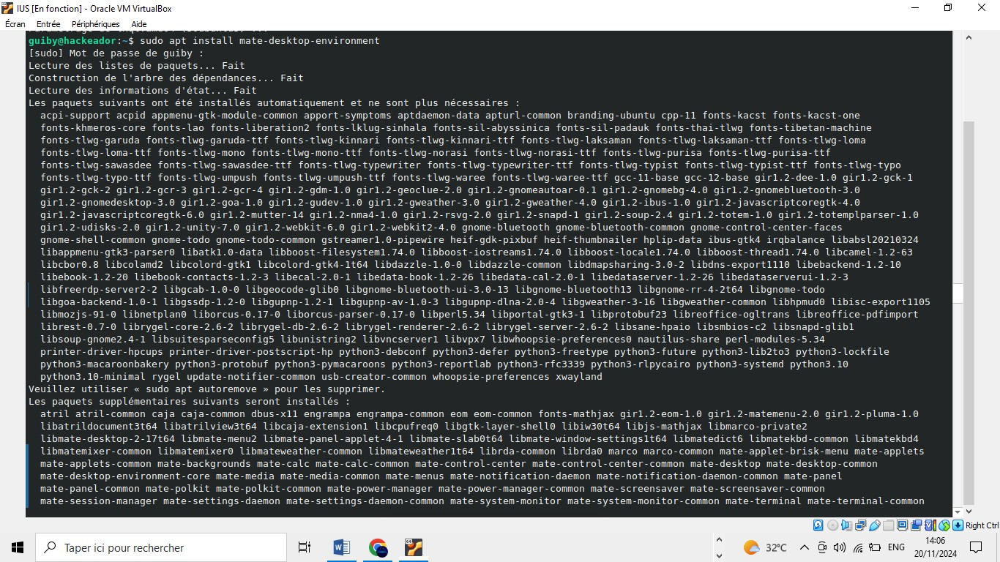 IUS [En fonction] - Oracle VM VirtualBox
Écran Entrée Périphériques Aide
guiby@hackeador:~$ sudo apt install mate-desktop-environment
[sudo] Mot de passe de guiby :
Lecture des listes de paquets... Fait
Construction de l'arbre des dépendances... Fait
Lecture des informations d'état... Fait
Les paquets suivants ont été installés automatiquement et ne sont plus nécessaires :
acpi-support acpid appmenu-gtk-module-common apport-symptoms aptdaemon-data apturl-common branding-ubuntu cpp-11 fonts-kacst fonts-kacst-one
fonts-khmeros-core fonts-lao fonts-liberation2 fonts-lklug-sinhala fonts-sil-abyssinica fonts-sil-padauk fonts-thai-tlwg fonts-tibetan-machine
fonts-tlwg-garuda fonts-tlwg-garuda-ttf fonts-tlwg-kinnari fonts-tlwg-kinnari-ttf fonts-tlwg-laksaman fonts-tlwg-laksaman-ttf fonts-tlwg-loma
fonts-tlwg-loma-ttf fonts-tlwg-mono fonts-tlwg-mono-ttf fonts-tlwg-norasi fonts-tlwg-norasi-ttf fonts-tlwg-purisa fonts-tlwg-purisa-ttf
fonts-tlwg-sawasdee fonts-tlwg-sawasdee-ttf fonts-tlwg-typewriter fonts-tlwg-typewriter-ttf fonts-tlwg-typist fonts-tlwg-typist-ttf fonts-tlwg-typo
fonts-tlwg-typo-ttf fonts-tlwg-umpush fonts-tlwg-umpush-ttf fonts-tlwg-waree fonts-tlwg-waree-ttf gcc-11-base gcc-12-base gir1.2-dee-1.0 gir1.2-gck-1
gir1.2-gck-2 gir1.2-gcr-3 gir1.2-gcr-4 gir1.2-gdm-1.0 gir1.2-geoclue-2.0 gir1.2-gnomeautoar-0.1 gir1.2-gnomebg-4.0 gir1.2-gnomebluetooth-3.0
gir1.2-gnomedesktop-3.0 gir1.2-goa-1.0 gir1.2-gudev-1.0 gir1.2-gweather-3.0 gir1.2-gweather-4.0 gir1.2-ibus-1.0 gir1.2-javascriptcoregtk-4.0
gir1.2-javascriptcoregtk-6.0 gir1.2-mutter-14 gir1.2-nma4-1.0 gir1.2-rsvg-2.0 gir1.2-snapd-1 gir1.2-soup-2.4 gir1.2-totem-1.0 gir1.2-totemplparser-1.0
gir1.2-udisks-2.0 gir1.2-unity-7.0 gir1.2-webkit-6.0 gir1.2-webkit2-4.0 gnome-bluetooth gnome-bluetooth-common gnome-control-center-faces
gnome-shell-common gnome-todo gnome-todo-common gstreamer1.0-pipewire heif-gdk-pixbuf heif-thumbnailer hplip-data ibus-gtk4 irqbalance libabsl20210324
libappmenu-gtk3-parser0 libatk1.0-data libboost-filesystem1.74.0 libboost-iostreams1.74.0 libboost-locale1.74.0 libboost-thread1.74.0 libcamel-1.2-63
libcbor0.8 libcolamd2 libcolord-gtk1 libcolord-gtk4-1t64 libdazzle-1.0-0 libdazzle-common libdmapsharing-3.0-2 libdns-export1110 libebackend-1.2-10
libebook-1.2-20 libebook-contacts-1.2-3 libecal-2.0-1 libedata-book-1.2-26 libedata-cal-2.0-1 libedataserver-1.2-26 libedataserverui-1.2-3
libfreerdp-server2-2 libgcab-1.0-0 libgeocode-glib0 libgnome-bluetooth-ui-3.0-13 libgnome-bluetooth13 libgnome-rr-4-2t64 libgnome-todo
libgoa-backend-1.0-1 libgssdp-1.2-0 libgupnp-1.2-1 libgupnp-av-1.0-3 libgupnp-dlna-2.0-4 libgweather-3-16 libgweather-common libhpmud0 libisc-export1105
libmozjs-91-0 libnetplan0 liborcus-0.17-0 liborcus-parser-0.17-0 libperl5.34 libportal-gtk3-1 libprotobuf23 libreoffice-ogltrans libreoffice-pdfimport
librest-0.7-0 librygel-core-2.6-2 librygel-db-2.6-2 librygel-renderer-2.6-2 librygel-server-2.6-2 libsane-hpaio libsmbios-c2 libsnapd-glib1
libsoup-gnome2.4-1 libsuitesparseconfig5 libunistring2 libvncserver1 libvpx7 libwhoopsie-preferences0 nautilus-share perl-modules-5.34
printer-driver-hpcups printer-driver-postscript-hp python3-debconf python3-defer python3-freetype python3-future python3-lib2to3 python3-lockfile
python3-macaroonbakery python3-protobuf python3-pymacaroons python3-reportlab python3-rfc3339 python3-rlpycairo python3-systemd python3.10
python3.10-minimal rygel update-notifier-common usb-creator-common whoopsie-preferences xwayland
Veuillez utiliser « sudo apt autoremove » pour les supprimer.
Les paquets supplémentaires suivants seront installés :
atril atril-common caja caja-common dbus-x11 engrampa engrampa-common eom eom-common fonts-mathjax gir1.2-eom-1.0 gir1.2-matemenu-2.0 gir1.2-pluma-1.0
libatrildocument3t64 libatrilview3t64 libcaja-extension1 libcpufreq0 libgtk-layer-shell0 libiw30t64 libjs-mathjax libmarco-private2
libmate-desktop-2-17t64 libmate-menu2 libmate-panel-applet-4-1 libmate-slab0t64 libmate-window-settings1t64 libmatedict6 libmatekbd-common libmatekbd4
libmatemixer-common libmatemixer0 libmateweather-common libmateweather1t64 librda-common librda0 marco marco-common mate-applet-brisk-menu mate-applets
mate-applets-common mate-backgrounds mate-calc mate-calc-common mate-control-center mate-control-center-common mate-desktop mate-desktop-common
mate-desktop-environment-core mate-media mate-media-common mate-menus mate-notification-daemon mate-notification-daemon-common mate-panel
mate-panel-common mate-polkit mate-polkit-common mate-power-manager mate-power-manager-common mate-screensaver mate-screensaver-common
mate-session-manager mate-settings-daemon mate-settings-daemon-common mate-system-monitor mate-system-monitor-common mate-terminal mate-terminal-common
Right Ctrl
Taper ici pour rechercher
32°C
ENG
14:06
20/11/2024